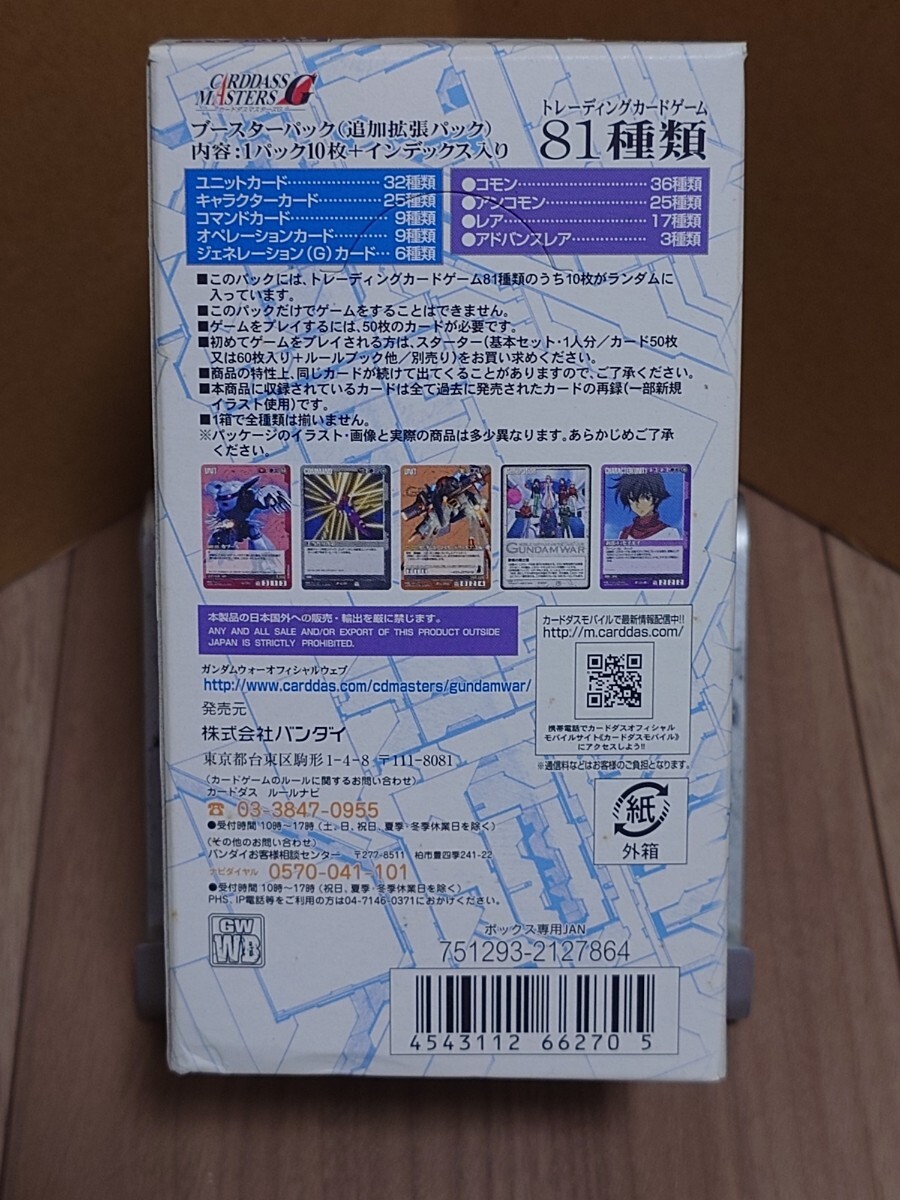 CARDDASS
MASTERS G
カードダスマスターズG
ブースターパック(追加拡張パック)
内容:1パック10枚+インデックス入り
トレーディングカードゲーム
81種類
ユニットカード………………32種類
キャラクターカード…………25種類
コマンドカード………………9種類
オペレーションカード………9種類
ジェネレーション(G)カード…6種類
●コモン………………………36種類
●アンコモン…………………25種類
●レア…………………………17種類
●アドバンスレア……………3種類
■このパックには、トレーディングカードゲーム81種類のうち10枚がランダムに
入っています。
■このパックだけでゲームをすることはできません。
■ゲームをプレイするには、50枚のカードが必要です。
■初めてゲームをプレイされる方は、スターター(基本セット・1人分/カード50枚
又は60枚入り+ルールブック他/別売り)をお買い求めください。
■商品の特性上、同じカードが続けて出てくることがありますので、ご了承ください。
■本商品に収録されているカードは全て過去に発売されたカードの再録(一部新規
イラスト使用)です。
■1箱で全種類は揃いません。
※パッケージのイラスト・画像と実際の商品は多少異なります。あらかじめご了承
ください。
UNIT
COMMAND
UNIT
GUNDAM WAR
CHARACTER(UNIT)
本製品の日本国外への販売・輸出を厳に禁じます。
ANY AND ALL SALE AND/OR EXPORT OF THIS PRODUCT OUTSIDE
JAPAN IS STRICTLY PROHIBITED.
ガンダムウォーオフィシャルウェブ
http://www.carddas.com/cdmasters/gundamwar/
発売元
株式会社バンダイ
東京都台東区駒形1-4-8 〒111-8081
(カードゲームのルールに関するお問い合わせ)
カードダス ルールナビ
☎ 03-3847-0955
●受付時間 10時~17時(土、日、祝日、夏季・冬季休業日を除く)
(その他のお問い合わせ)
バンダイお客様相談センター 〒277-8511 柏市豊四季241-22
ナビダイヤル 0570-041-101
●受付時間 10時~17時(祝日、夏季・冬季休業日を除く)
PHS、IP電話等をご利用の方は04-7146-0371におかけください。
カードダスモバイルで最新情報配信中!!
http://m.carddas.com/
携帯電話でカードダスオフィシャル
モバイルサイト《カードダスモバイル》
にアクセスしよう!!
※通信料などはお客様のご負担となります。
紙
外箱
GW
WB
ボックス専用JAN
751293-2127864
4543112 66270 5